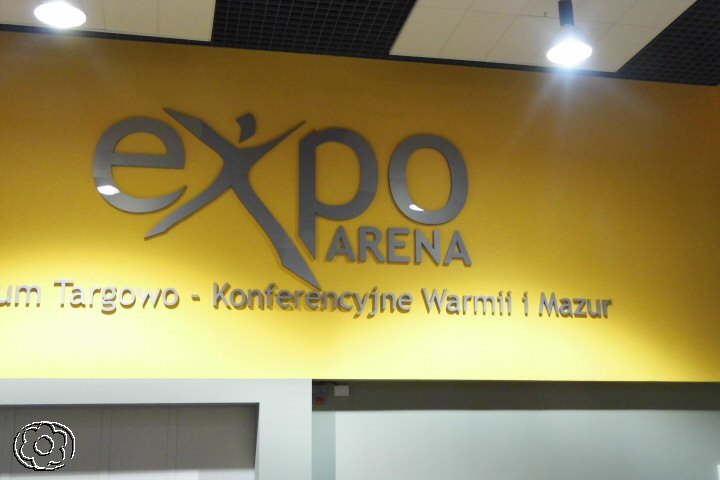 expo
ARENA
um Targowo - Konferencyjne Warmii i Mazur